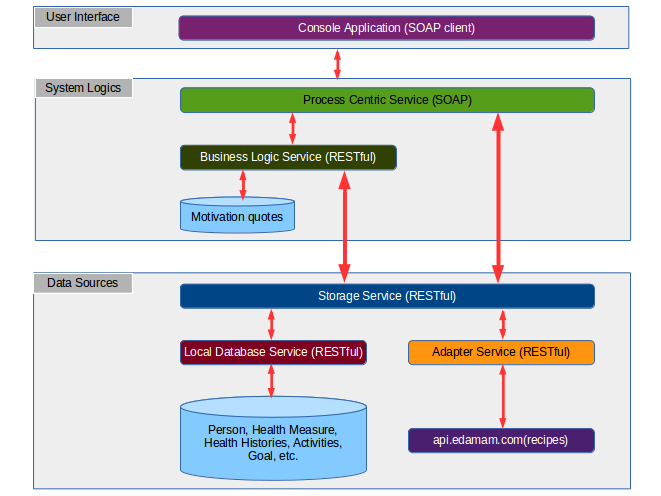 User Interface
Console Application (SOAP client)
System Logics
Process Centric Service (SOAP)
Business Logic Service (RESTful)
Motivation quotes
Data Sources
Storage Service (RESTful)
Local Database Service (RESTful)
Adapter Service (RESTful)
Person, Health Measure,
Health Histories, Activities,
Goal, etc.
api.edamam.com(recipes)